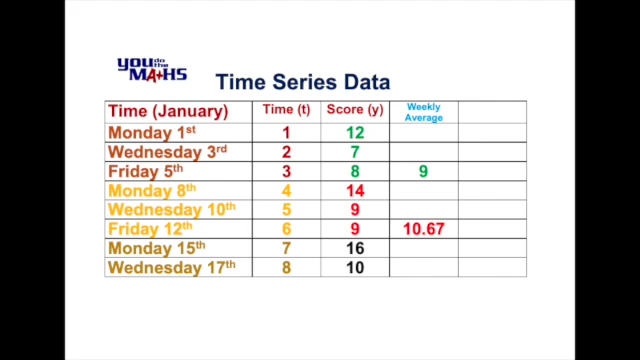 you do the MA+HS
Time Series Data
Time (January) Time (t) Score (y) Weekly Average
Monday 1st 1 12
Wednesday 3rd 2 7
Friday 5th 3 8 9
Monday 8th 4 14
Wednesday 10th 5 9
Friday 12th 6 9 10.67
Monday 15th 7 16
Wednesday 17th 8 10